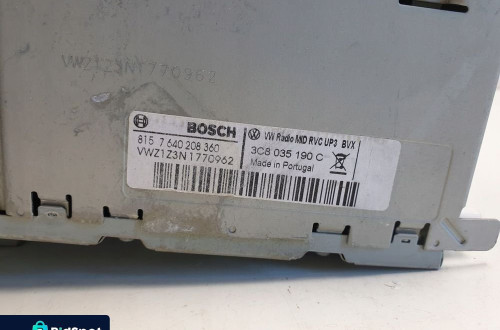 VWZ1Z3N1770962
BOSCH
815 7 640 208 360
VWZ1Z3N1770962
VW Radio MID RVC UP3 BVX
3C8 035 190 C
Made in Portugal
BidSpot